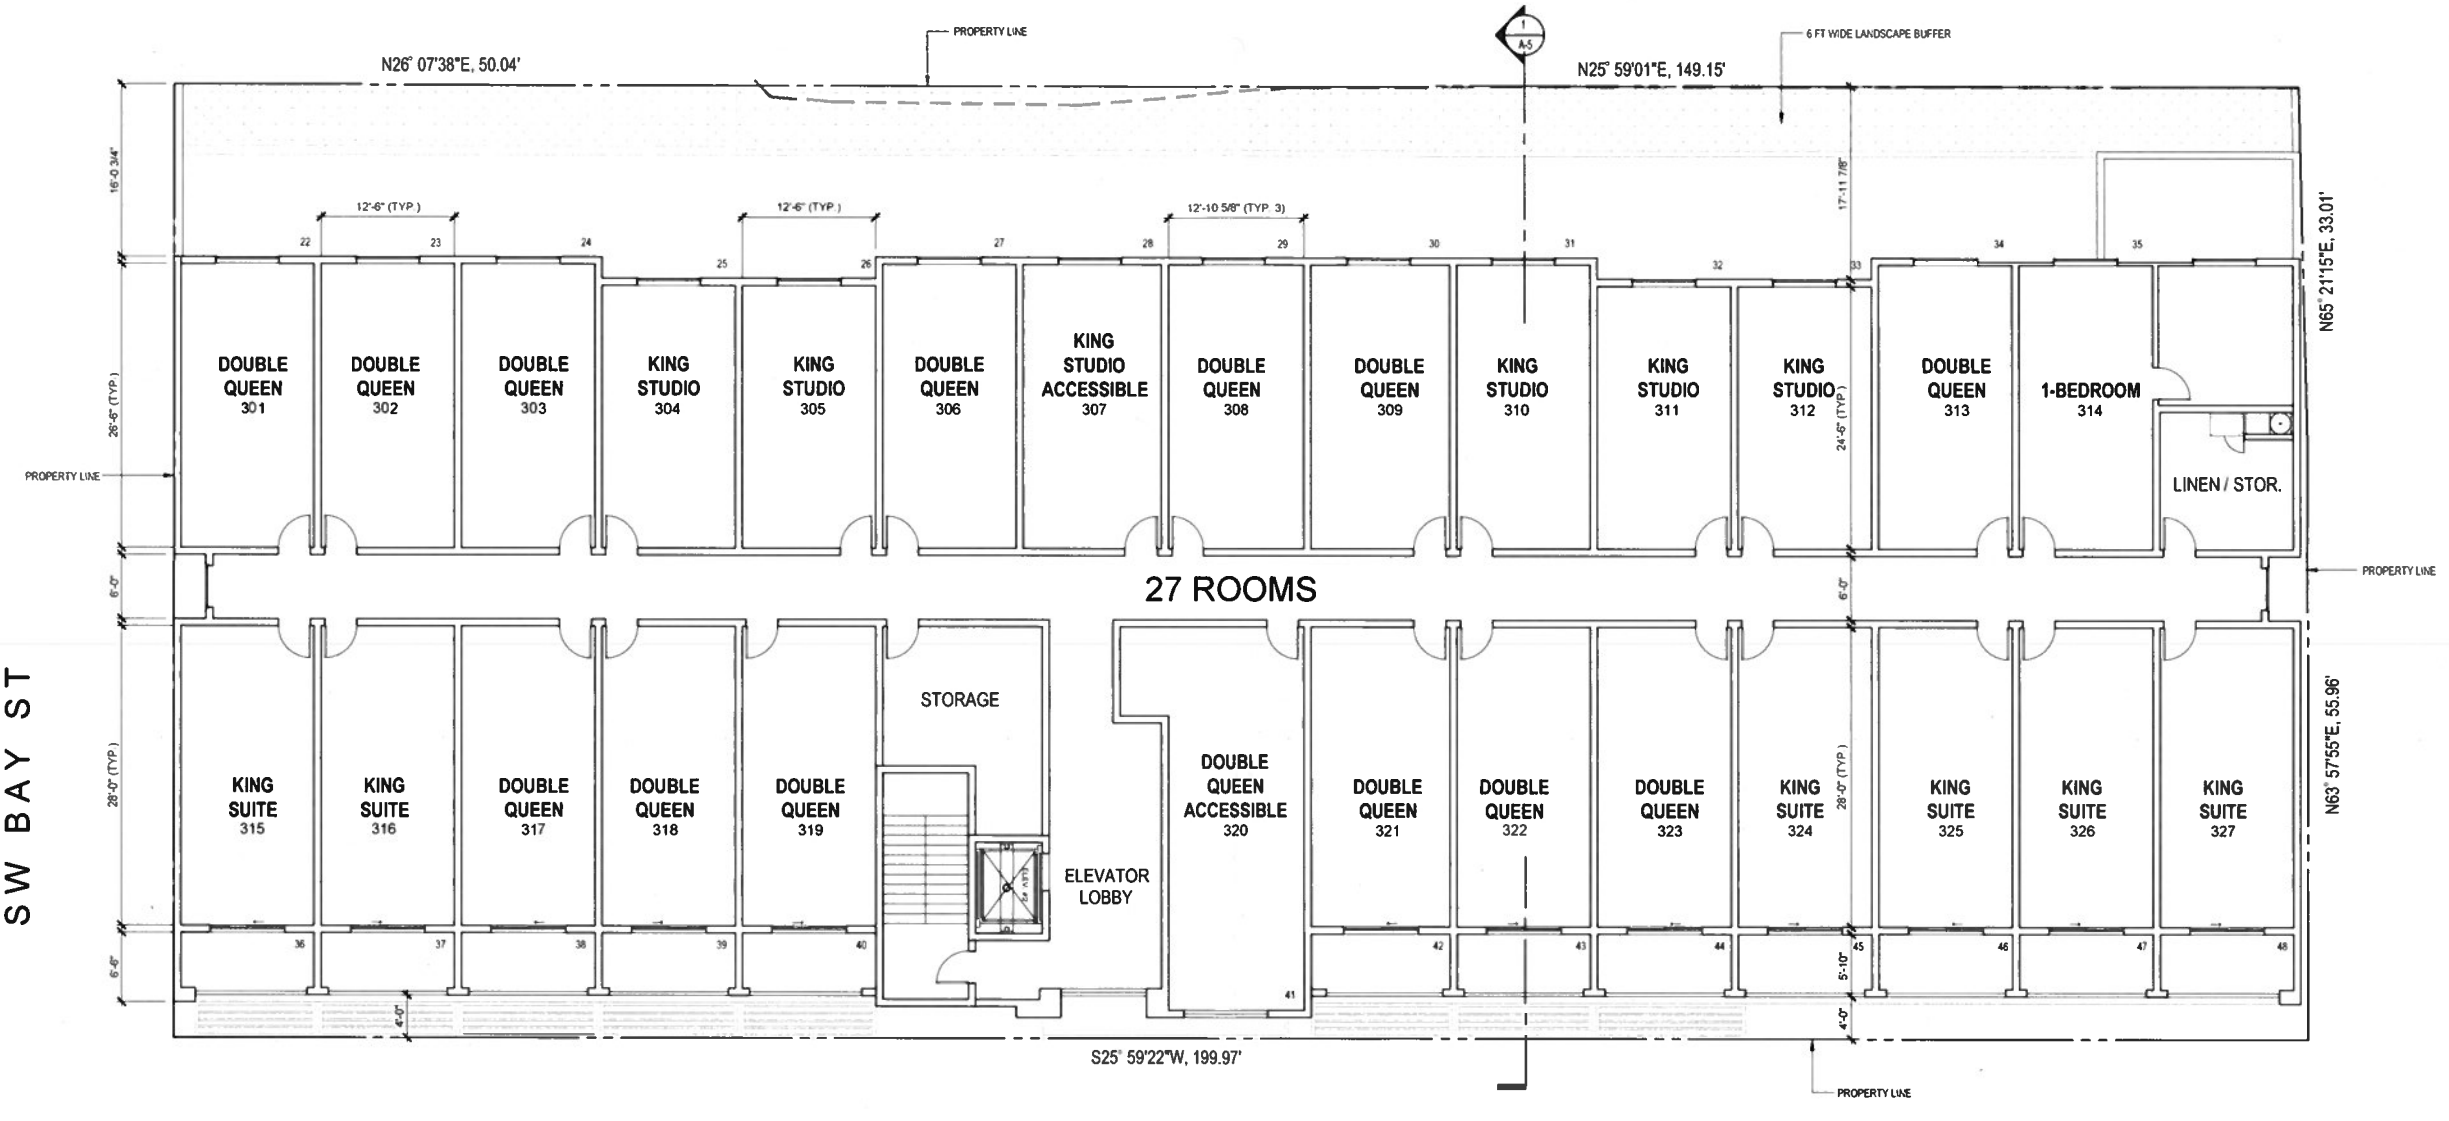 PROPERTY LINE
1
A-5
6 FT WIDE LANDSCAPE BUFFER
N26° 07'38"E, 50.04'
N25° 59'01"E, 149.15'
16'-0 3/4"
17'-11 7/8"
12'-6" (TYP.)
12'-6" (TYP.)
12'-10 5/8" (TYP. 3)
N65° 21'15"E, 33.01'
22
23
24
25
26
27
28
29
30
31
32
33
34
35
26'-6" (TYP.)
DOUBLE
QUEEN
301
DOUBLE
QUEEN
302
DOUBLE
QUEEN
303
KING
STUDIO
304
KING
STUDIO
305
DOUBLE
QUEEN
306
KING
STUDIO
ACCESSIBLE
307
DOUBLE
QUEEN
308
DOUBLE
QUEEN
309
KING
STUDIO
310
KING
STUDIO
311
KING
STUDIO
312
24'-6" (TYP.)
DOUBLE
QUEEN
313
1-BEDROOM
314
LINEN / STOR.
PROPERTY LINE
6'-0"
27 ROOMS
6'-0"
PROPERTY LINE
SW BAY ST
28'-0" (TYP.)
KING
SUITE
315
KING
SUITE
316
DOUBLE
QUEEN
317
DOUBLE
QUEEN
318
DOUBLE
QUEEN
319
STORAGE
ELEV #2
ELEVATOR
LOBBY
DOUBLE
QUEEN
ACCESSIBLE
320
DOUBLE
QUEEN
321
DOUBLE
QUEEN
322
DOUBLE
QUEEN
323
KING
SUITE
324
28'-0" (TYP.)
KING
SUITE
325
KING
SUITE
326
KING
SUITE
327
N63° 57'55"E, 55.96'
36
37
38
39
40
41
42
43
44
45
46
47
48
6'-6"
5'-10"
4'-0"
4'-0"
S25° 59'22"W, 199.97'
PROPERTY LINE